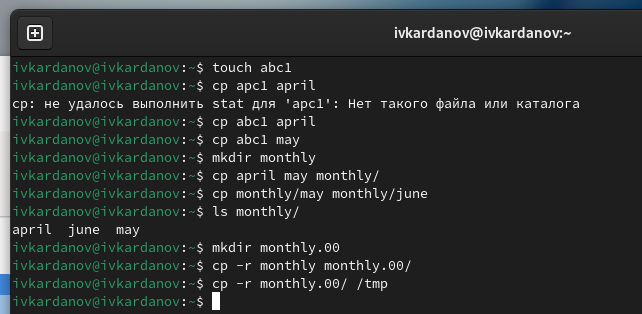 ivkardanov@ivkardanov:~
ivkardanov@ivkardanov:~$ touch abc1
ivkardanov@ivkardanov:~$ cp apc1 april
cp: не удалось выполнить stat для 'apc1': Нет такого файла или каталога
ivkardanov@ivkardanov:~$ cp abc1 april
ivkardanov@ivkardanov:~$ cp abc1 may
ivkardanov@ivkardanov:~$ mkdir monthly
ivkardanov@ivkardanov:~$ cp april may monthly/
ivkardanov@ivkardanov:~$ cp monthly/may monthly/june
ivkardanov@ivkardanov:~$ ls monthly/
april  june  may
ivkardanov@ivkardanov:~$ mkdir monthly.00
ivkardanov@ivkardanov:~$ cp -r monthly monthly.00/
ivkardanov@ivkardanov:~$ cp -r monthly.00/ /tmp
ivkardanov@ivkardanov:~$